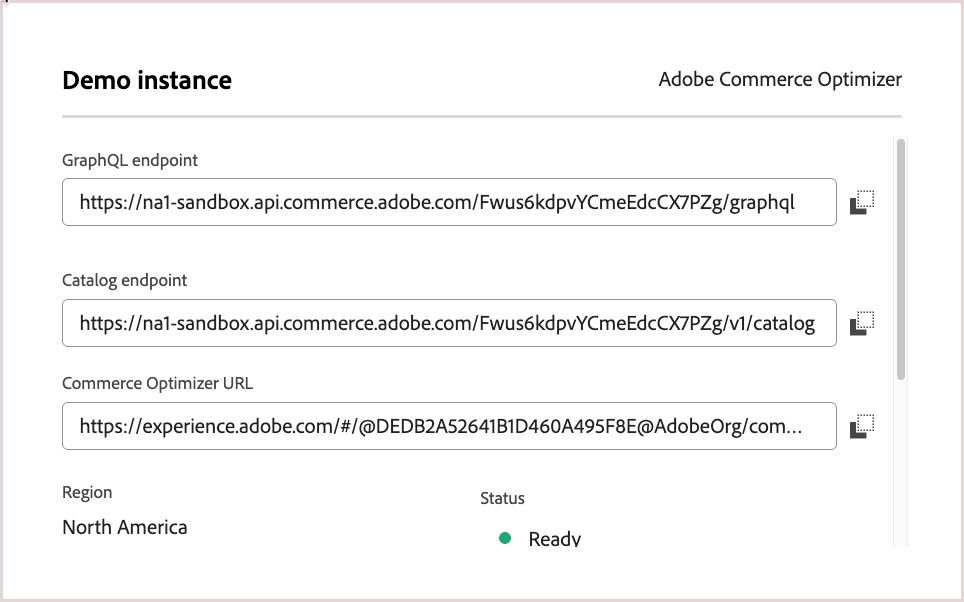 Demo instance
Adobe Commerce Optimizer
GraphQL endpoint
https://na1-sandbox.api.commerce.adobe.com/Fwus6kdpvYCmeEdcCX7PZg/graphql
Catalog endpoint
https://na1-sandbox.api.commerce.adobe.com/Fwus6kdpvYCmeEdcCX7PZg/v1/catalog
Commerce Optimizer URL
https://experience.adobe.com/#/@DEDB2A52641B1D460A495F8E@AdobeOrg/com...
Region
North America
Status
Ready